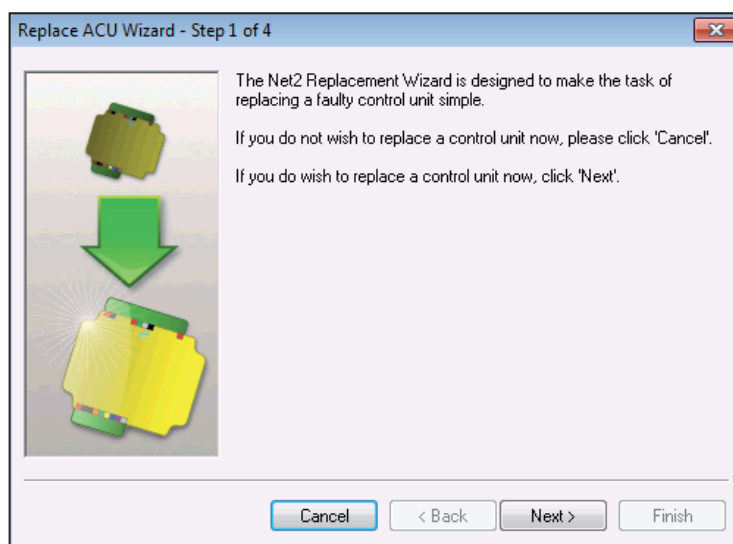 Replace ACU Wizard - Step 1 of 4
The Net2 Replacement Wizard is designed to make the task of
replacing a faulty control unit simple.
If you do not wish to replace a control unit now, please click 'Cancel'.
If you do wish to replace a control unit now, click 'Next'.
Cancel
< Back
Next >
Finish